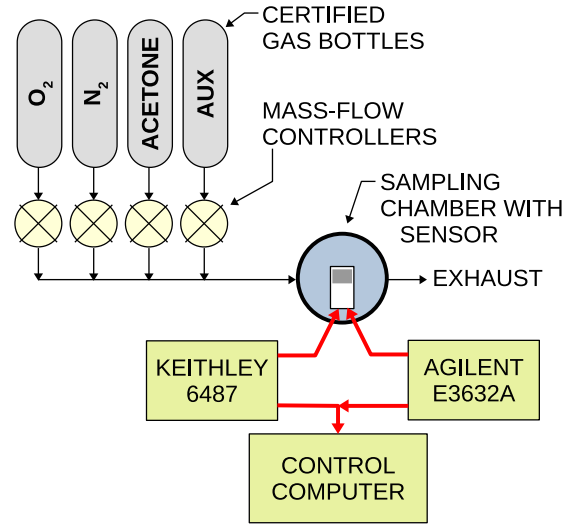 CERTIFIED
GAS BOTTLES
O2
N2
ACETONE
AUX
MASS-FLOW
CONTROLLERS
SAMPLING
CHAMBER WITH
SENSOR
EXHAUST
KEITHLEY
6487
AGILENT
E3632A
CONTROL
COMPUTER